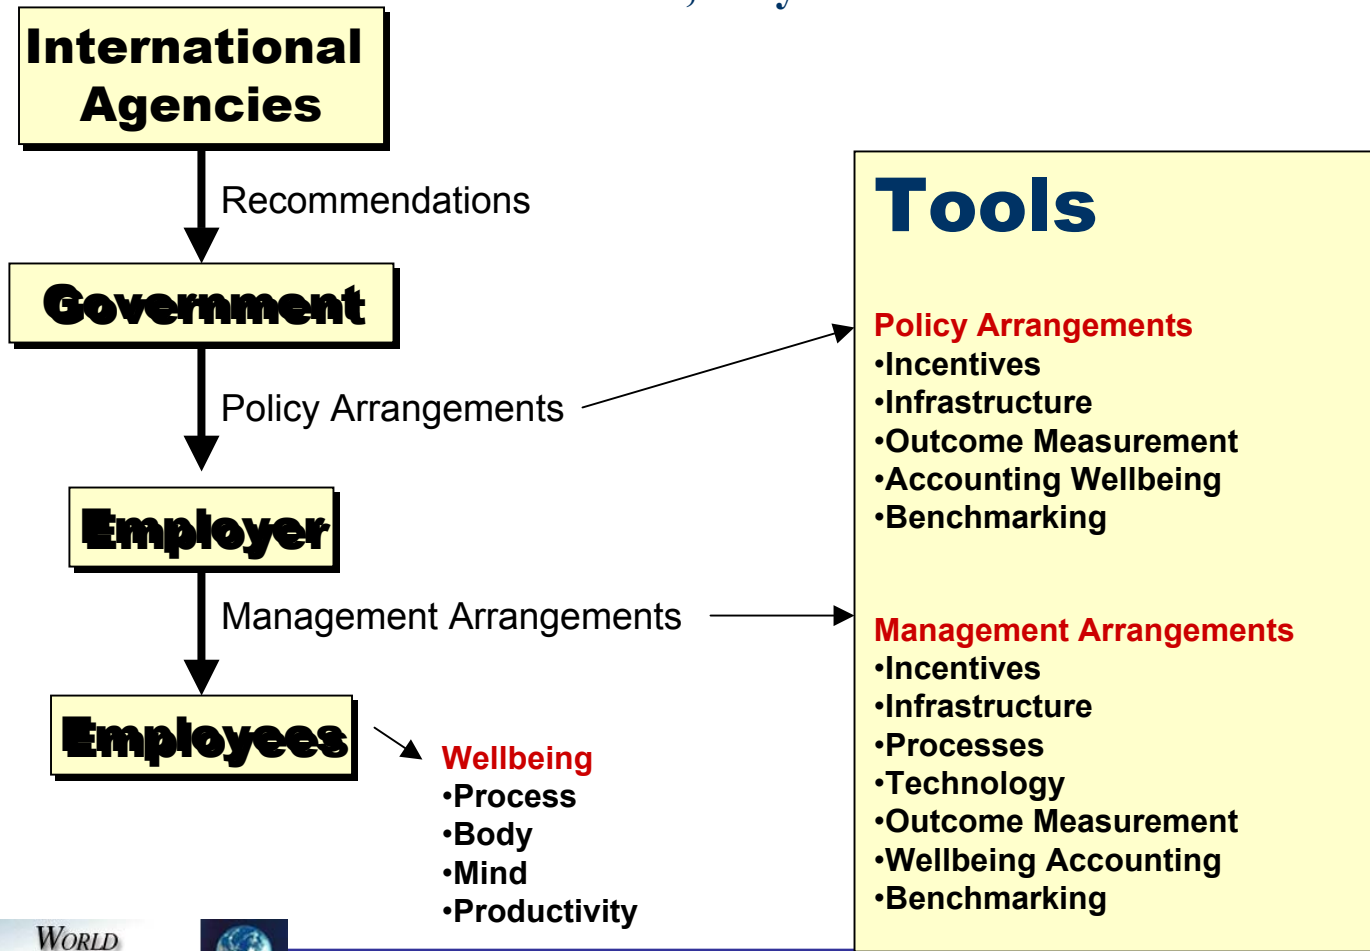 International
Agencies
Recommendations
Government
Policy Arrangements
Employer
Management Arrangements
Employees
Wellbeing
•Process
•Body
•Mind
•Productivity
Tools
Policy Arrangements
•Incentives
•Infrastructure
•Outcome Measurement
•Accounting Wellbeing
•Benchmarking
Management Arrangements
•Incentives
•Infrastructure
•Processes
•Technology
•Outcome Measurement
•Wellbeing Accounting
•Benchmarking
WORLD